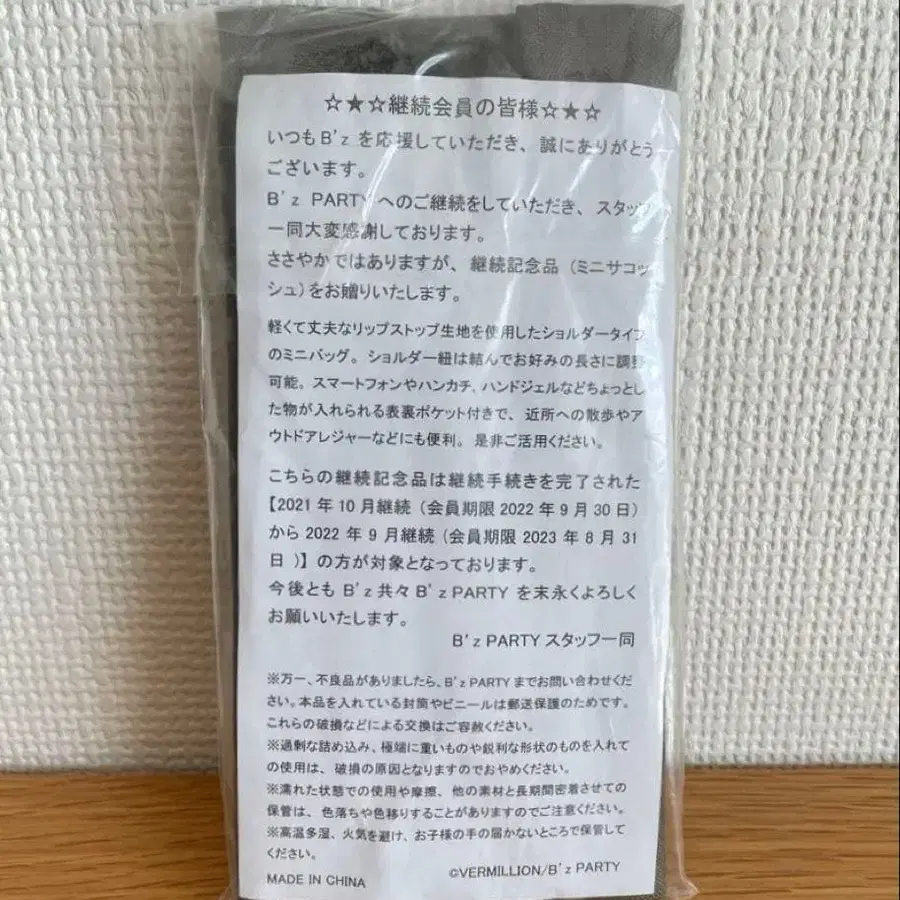 ☆★☆継続会員の皆様☆★☆
いつもB'zを応援していただき、誠にありがとう
ございます。
B'z PARTYへのご継続をしていただき、スタッフ
一同大変感謝しております。
ささやかではありますが、継続記念品(ミニサコッ
シュ)をお贈りいたします。
軽くて丈夫なリップストップ生地を使用したショルダータイプ
のミニバッグ。ショルダー紐は結んでお好みの長さに調整
可能。スマートフォンやハンカチ、ハンドジェルなどちょっとし
た物が入れられる表裏ポケット付きで、近所への散歩やア
ウトドアレジャーなどにも便利。是非ご活用ください。
こちらの継続記念品は継続手続きを完了された
【2021年10月継続(会員期限2022年9月30日)
から2022年9月継続(会員期限2023年8月31
日)】の方が対象となっております。
今後ともB'z共々B'z PARTYを末永くよろしく
お願いいたします。
B'z PARTYスタッフ一同
※万一、不良品がありましたら、B'z PARTYまでお問い合わせくだ
さい。本品を入れている封筒やビニールは郵送保護のためです。
これらの破損などによる交換はご容赦ください。
※過剰な詰め込み、極端に重いものや鋭利な形状のものを入れて
の使用は、破損の原因となりますのでおやめください。
※濡れた状態での使用や摩擦、他の素材と長期間密着させての
保管は、色落ちや色移りすることがありますのでご注意ください。
※高温多湿、火気を避け、お子様の手の届かないところで保管して
ください。
MADE IN CHINA
©VERMILLION/B'z PARTY